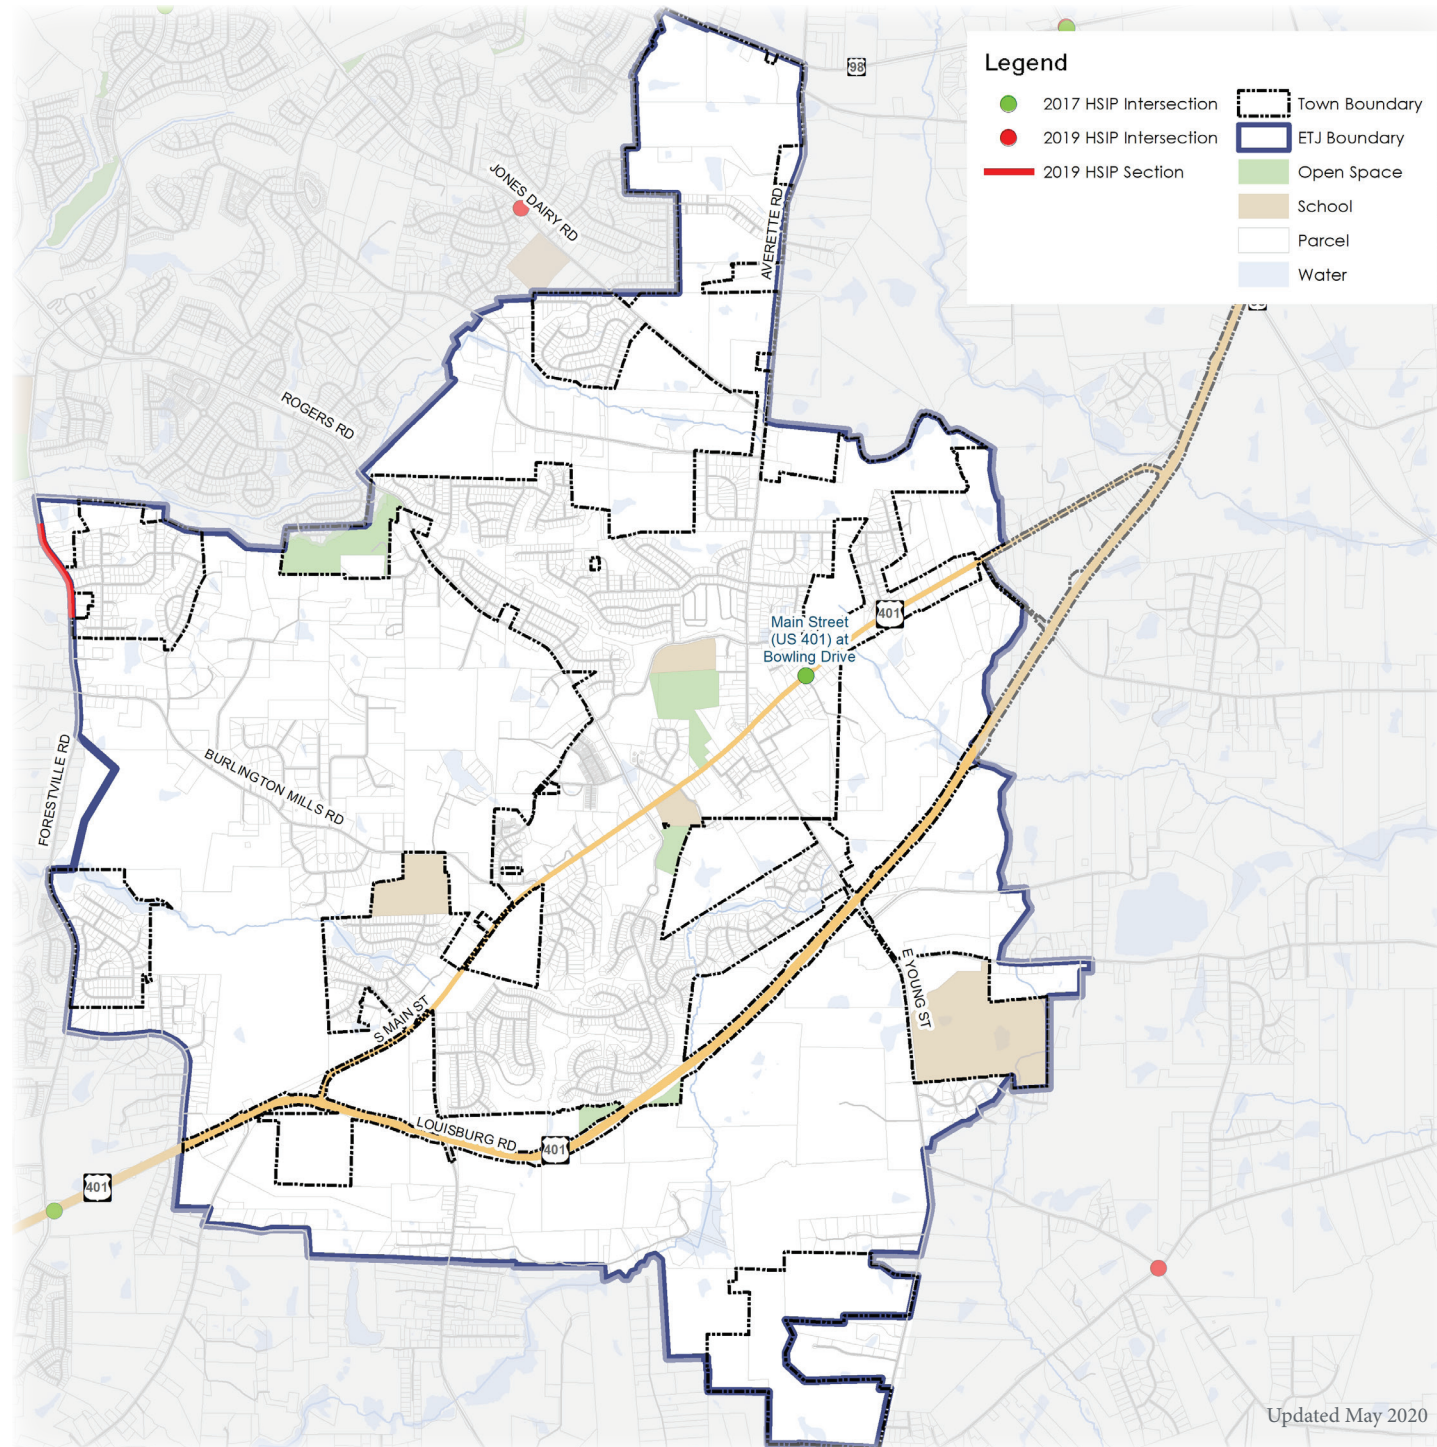 98
Legend
2017 HSIP Intersection
2019 HSIP Intersection
2019 HSIP Section
Town Boundary
ETJ Boundary
Open Space
School
Parcel
Water
JONES DAIRY RD
AVERETTE RD
ROGERS RD
401
Main Street
(US 401) at
Bowling Drive
FORESTVILLE RD
BURLINGTON MILLS RD
E YOUNG ST
S MAIN ST
LOUISBURG RD
401
401
Updated May 2020